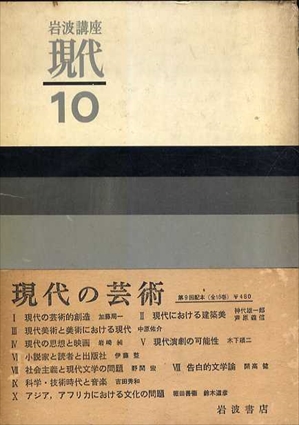 岩波講座
現代
10
現代の芸術 第9回配本（全10巻）￥480
I 現代の芸術的創造 加藤周一 II 現代における建築美 神代雄一郎 芦原義信
III 現代美術と美術における現代 中原佑介
IV 現代の思想と映画 岩崎昶 V 現代演劇の可能性 木下順二
VI 小説家と読者と出版社 伊藤整
VII 社会主義と現代文学の問題 野間宏 VIII 告白的文学論 開高健
IX 科学・技術時代と音楽 吉田秀和
X アジア，アフリカにおける文化の問題 堀田善衞 鈴木道彦
岩波書店